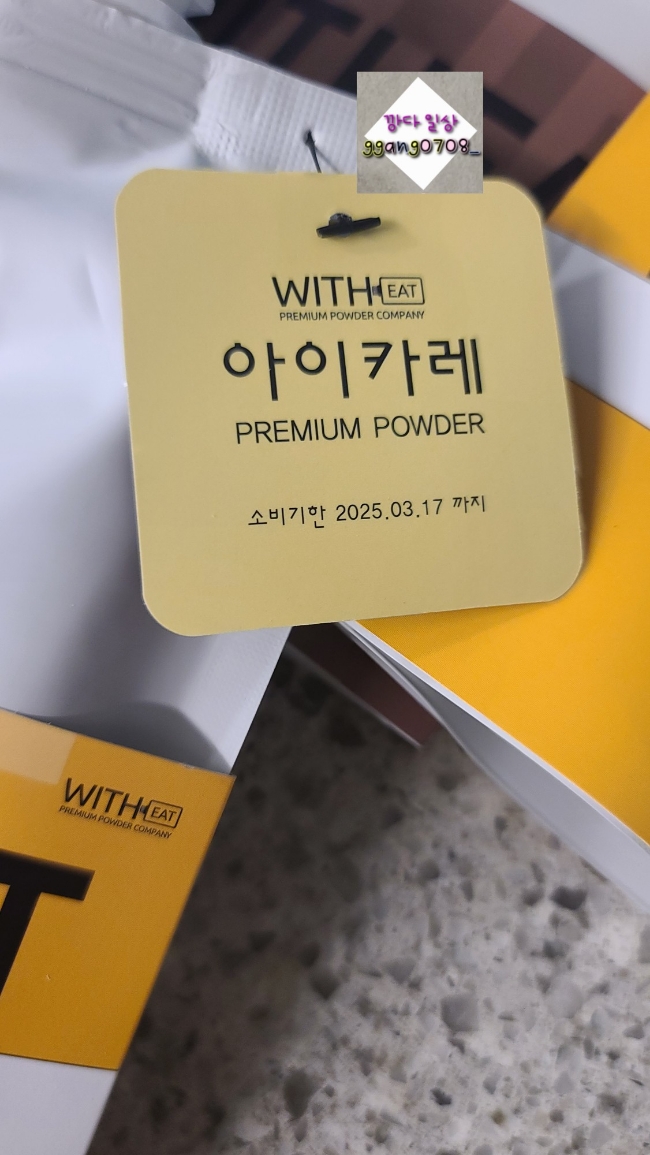 깡다 일상
ggang0708_
WITH EAT
PREMIUM POWDER COMPANY
아이카레
PREMIUM POWDER
소비기한 2025.03.17 까지
WITH EAT
PREMIUM POWDER COMPANY
T